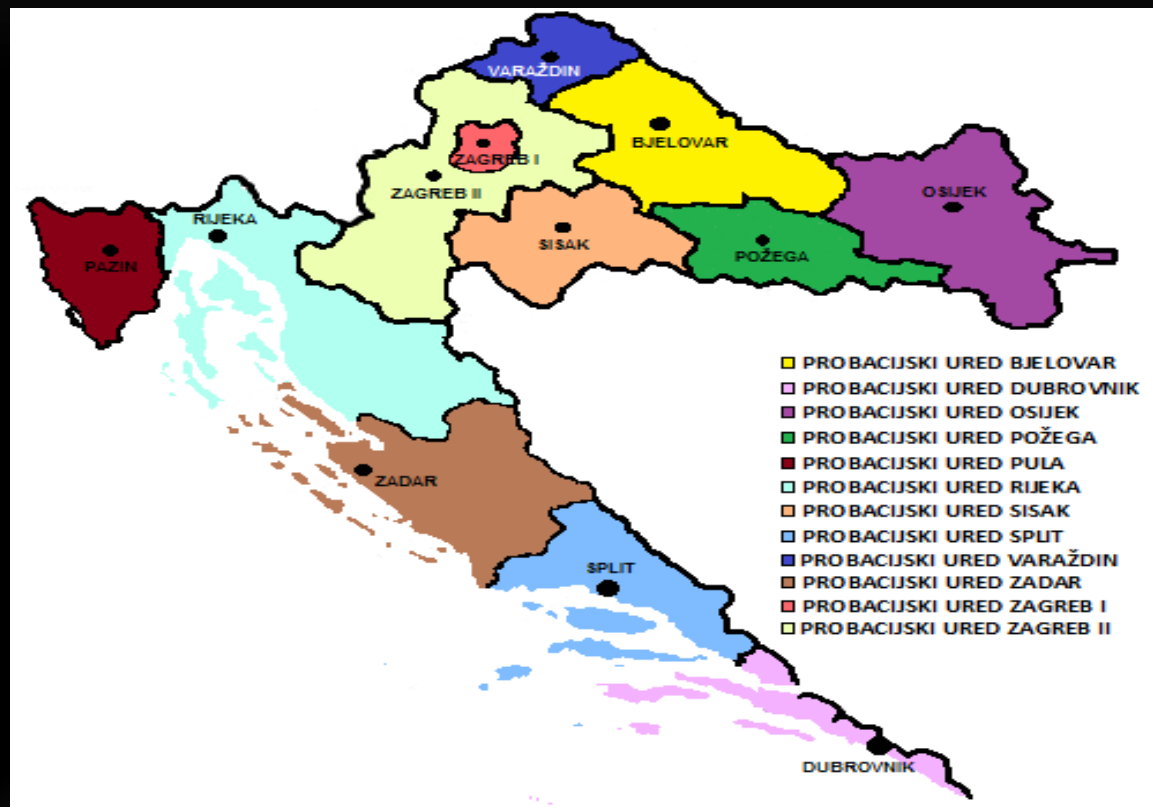 VARAŽDIN
BJELOVAR
ZAGREB I
ZAGREB II
OSIJEK
RIJEKA
SISAK
POŽEGA
PAZIN
ZADAR
SPLIT
DUBROVNIK
PROBACIJSKI URED BJELOVAR
PROBACIJSKI URED DUBROVNIK
PROBACIJSKI URED OSIJEK
PROBACIJSKI URED POŽEGA
PROBACIJSKI URED PULA
PROBACIJSKI URED RIJEKA
PROBACIJSKI URED SISAK
PROBACIJSKI URED SPLIT
PROBACIJSKI URED VARAŽDIN
PROBACIJSKI URED ZADAR
PROBACIJSKI URED ZAGREB I
PROBACIJSKI URED ZAGREB II